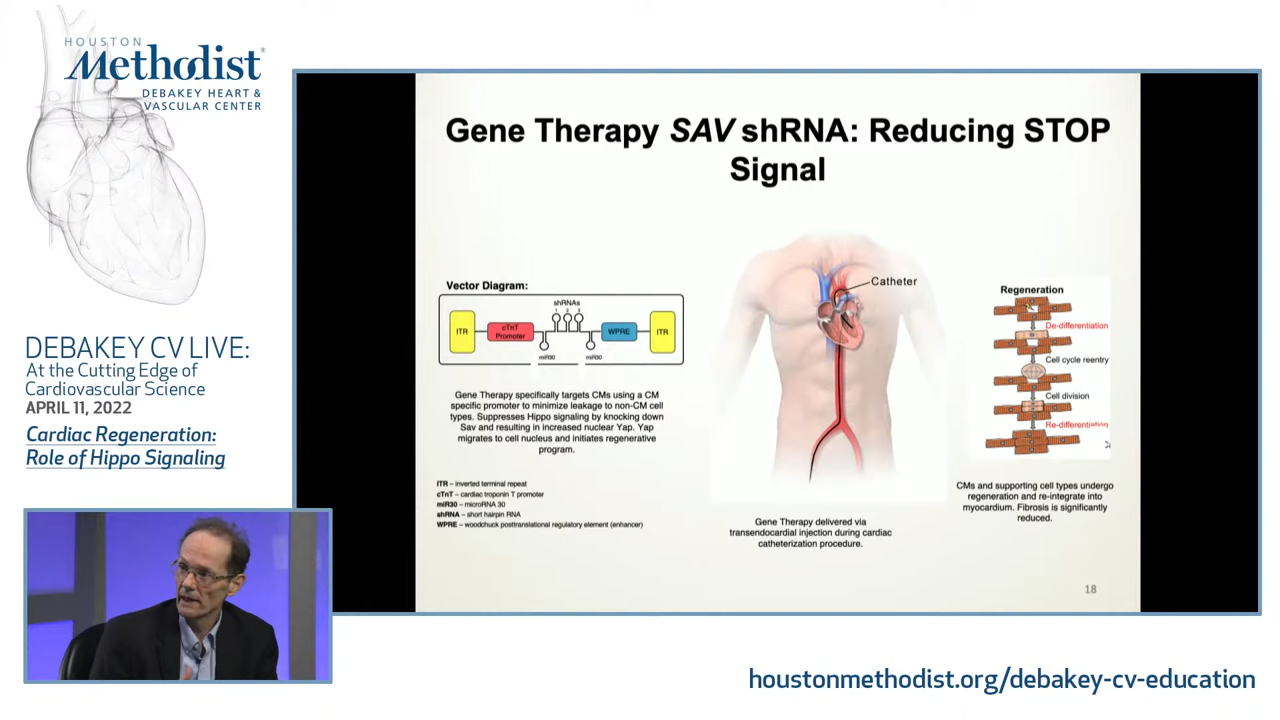 HOUSTON
Methodist®
DEBAKEY HEART &
VASCULAR CENTER
DEBAKEY CV LIVE:
At the Cutting Edge of
Cardiovascular Science
APRIL 11, 2022
Cardiac Regeneration:
Role of Hippo Signaling
Gene Therapy SAV shRNA: Reducing STOP
Signal
Vector Diagram:
shRNAs
1 2 3
ITR
cTnT
Promoter
WPRE
ITR
miR30
miR30
Gene Therapy specifically targets CMs using a CM
specific promoter to minimize leakage to non-CM cell
types. Suppresses Hippo signaling by knocking down
Sav and resulting in increased nuclear Yap. Yap
migrates to cell nucleus and initiates regenerative
program.
ITR – inverted terminal repeat
cTnT – cardiac troponin T promoter
miR30 – microRNA 30
shRNA – short hairpin RNA
WPRE – woodchuck posttranslational regulatory element (enhancer)
Catheter
Gene Therapy delivered via
transendocardial injection during cardiac
catheterization procedure.
Regeneration
De-differentiation
Cell cycle reentry
Cell division
Re-differentiation
CMs and supporting cell types undergo
regeneration and re-integrate into
myocardium. Fibrosis is significantly
reduced.
18
houstonmethodist.org/debakey-cv-education